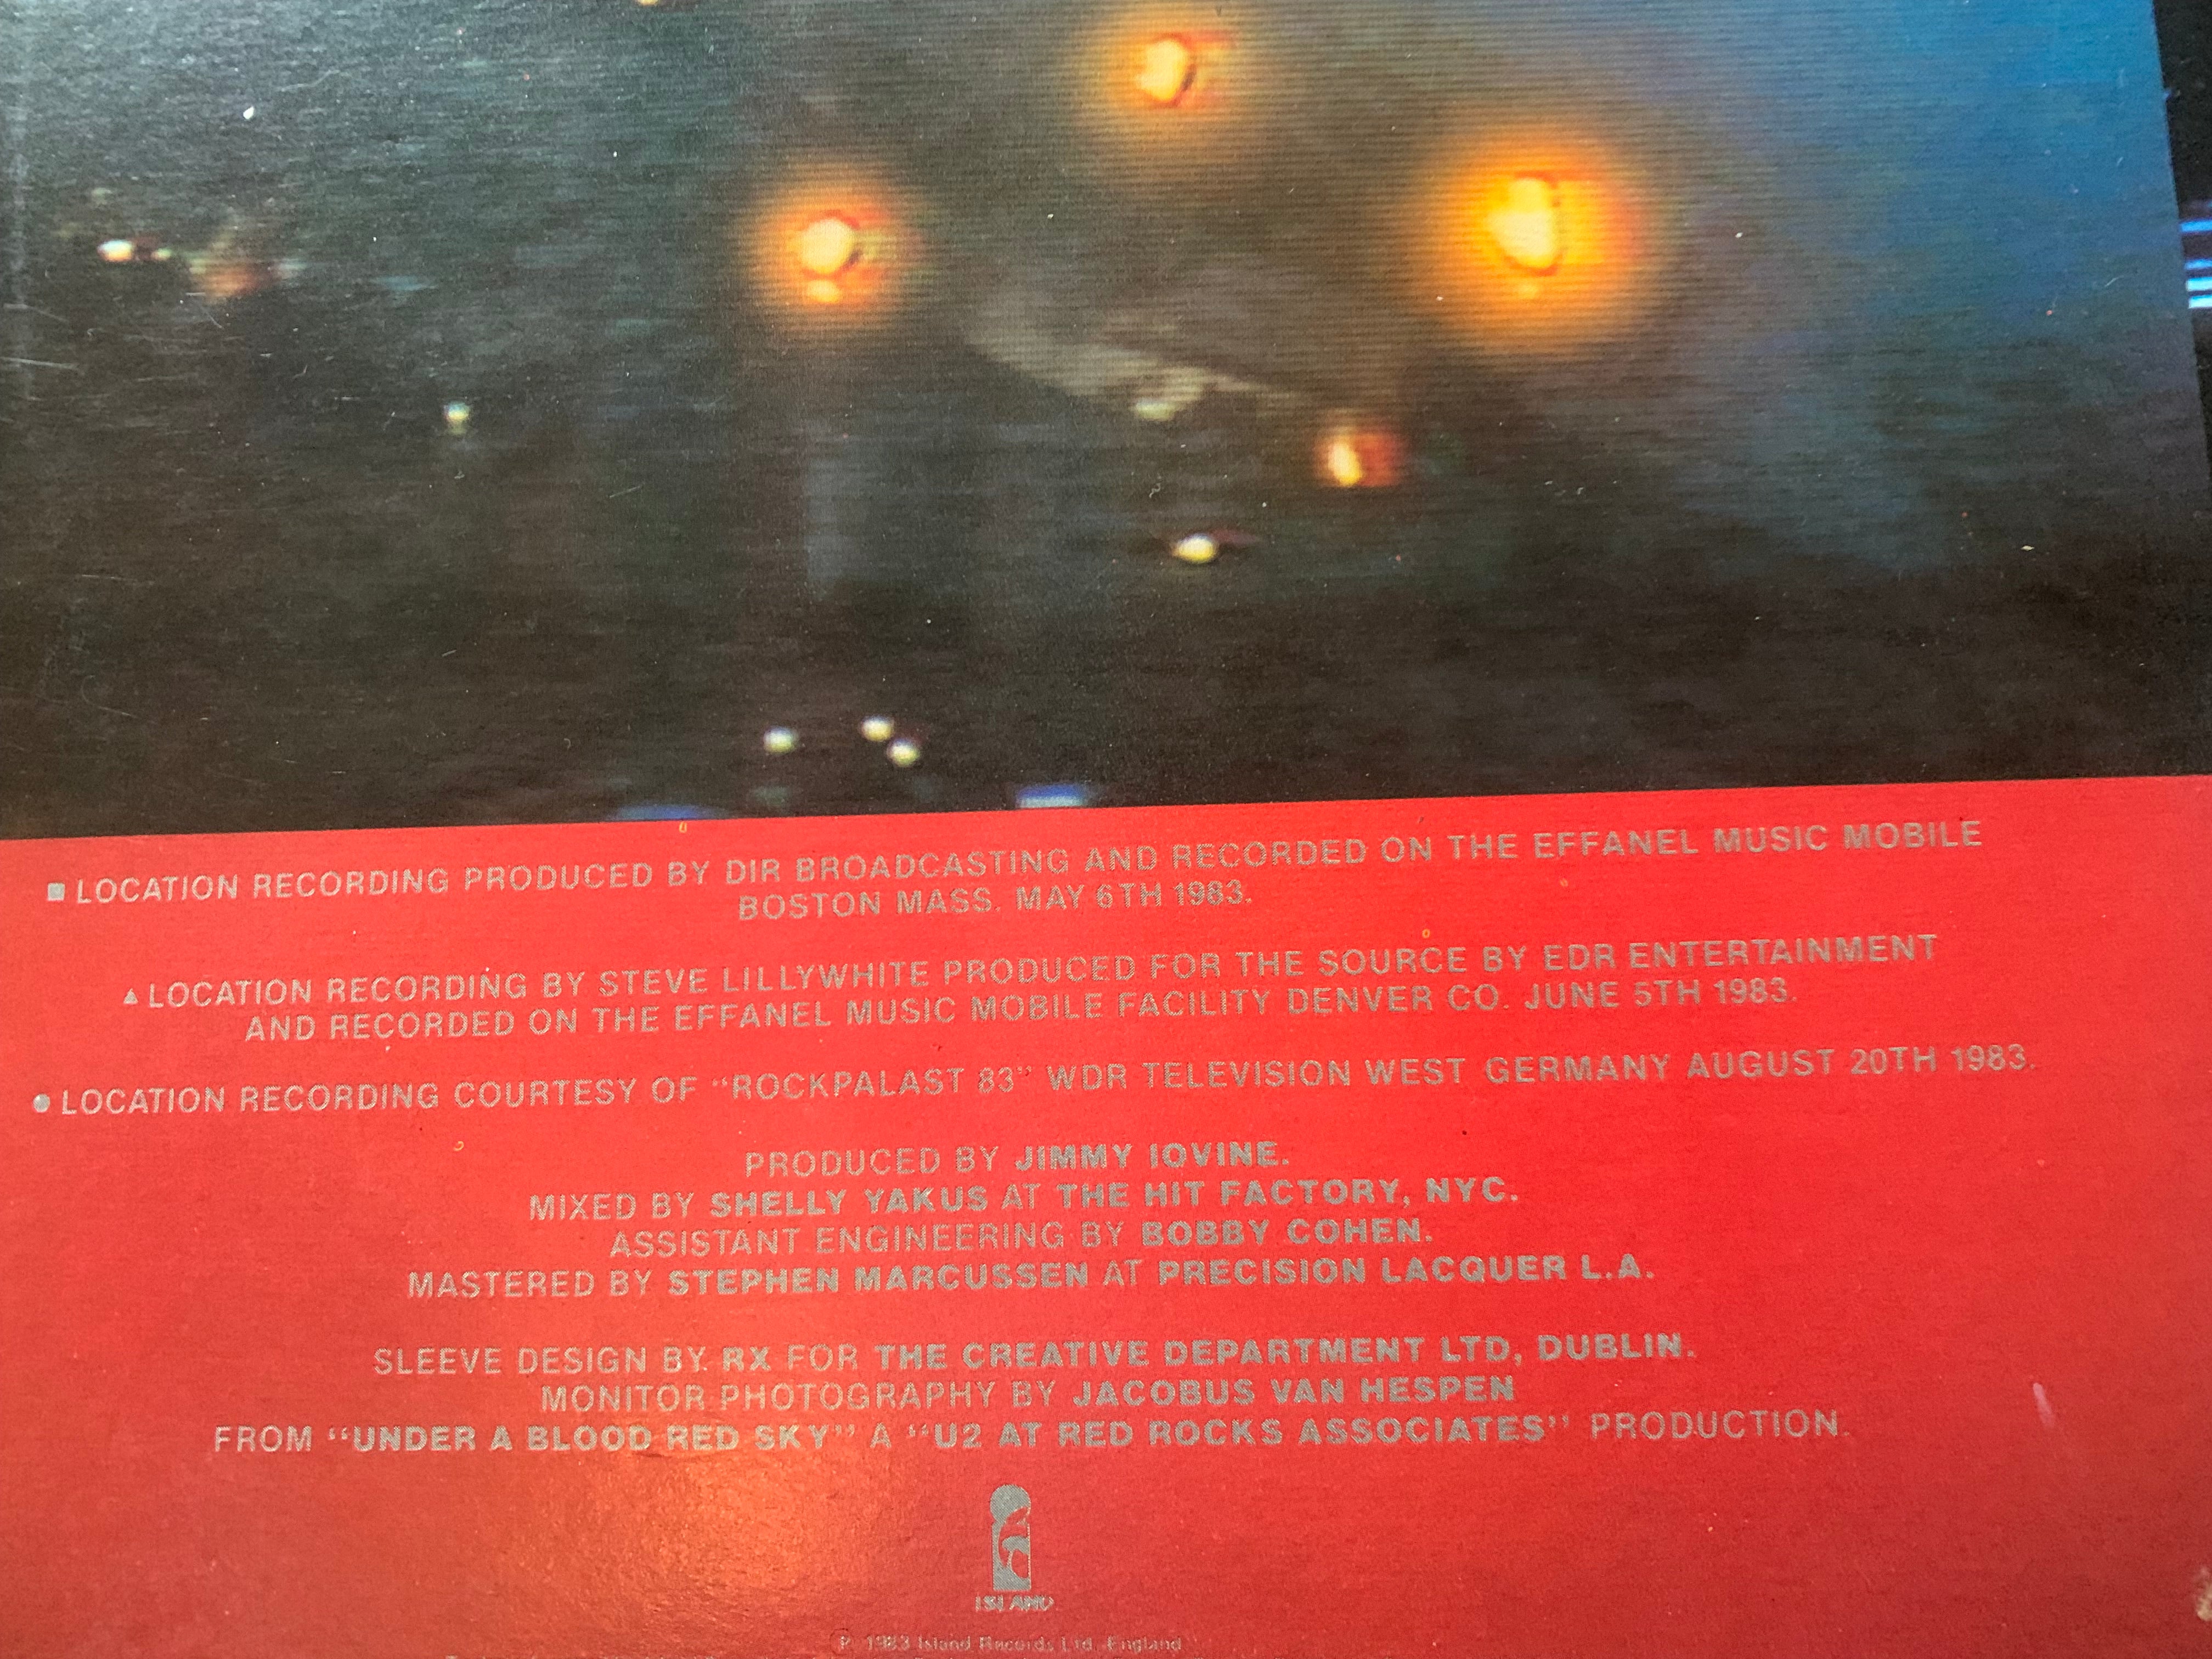 ■ LOCATION RECORDING PRODUCED BY DIR BROADCASTING AND RECORDED ON THE EFFANEL MUSIC MOBILE
BOSTON MASS. MAY 6TH 1983.
▲ LOCATION RECORDING BY STEVE LILLYWHITE PRODUCED FOR THE SOURCE BY EDR ENTERTAINMENT
AND RECORDED ON THE EFFANEL MUSIC MOBILE FACILITY DENVER CO. JUNE 5TH 1983.
● LOCATION RECORDING COURTESY OF "ROCKPALAST 83" WDR TELEVISION WEST GERMANY AUGUST 20TH 1983.
PRODUCED BY JIMMY IOVINE.
MIXED BY SHELLY YAKUS AT THE HIT FACTORY, NYC.
ASSISTANT ENGINEERING BY BOBBY COHEN.
MASTERED BY STEPHEN MARCUSSEN AT PRECISION LACQUER L.A.
SLEEVE DESIGN BY RX FOR THE CREATIVE DEPARTMENT LTD, DUBLIN.
MONITOR PHOTOGRAPHY BY JACOBUS VAN HESPEN
FROM "UNDER A BLOOD RED SKY" A "U2 AT RED ROCKS ASSOCIATES" PRODUCTION.
ISLAND
℗ 1983 Island Records Ltd. England